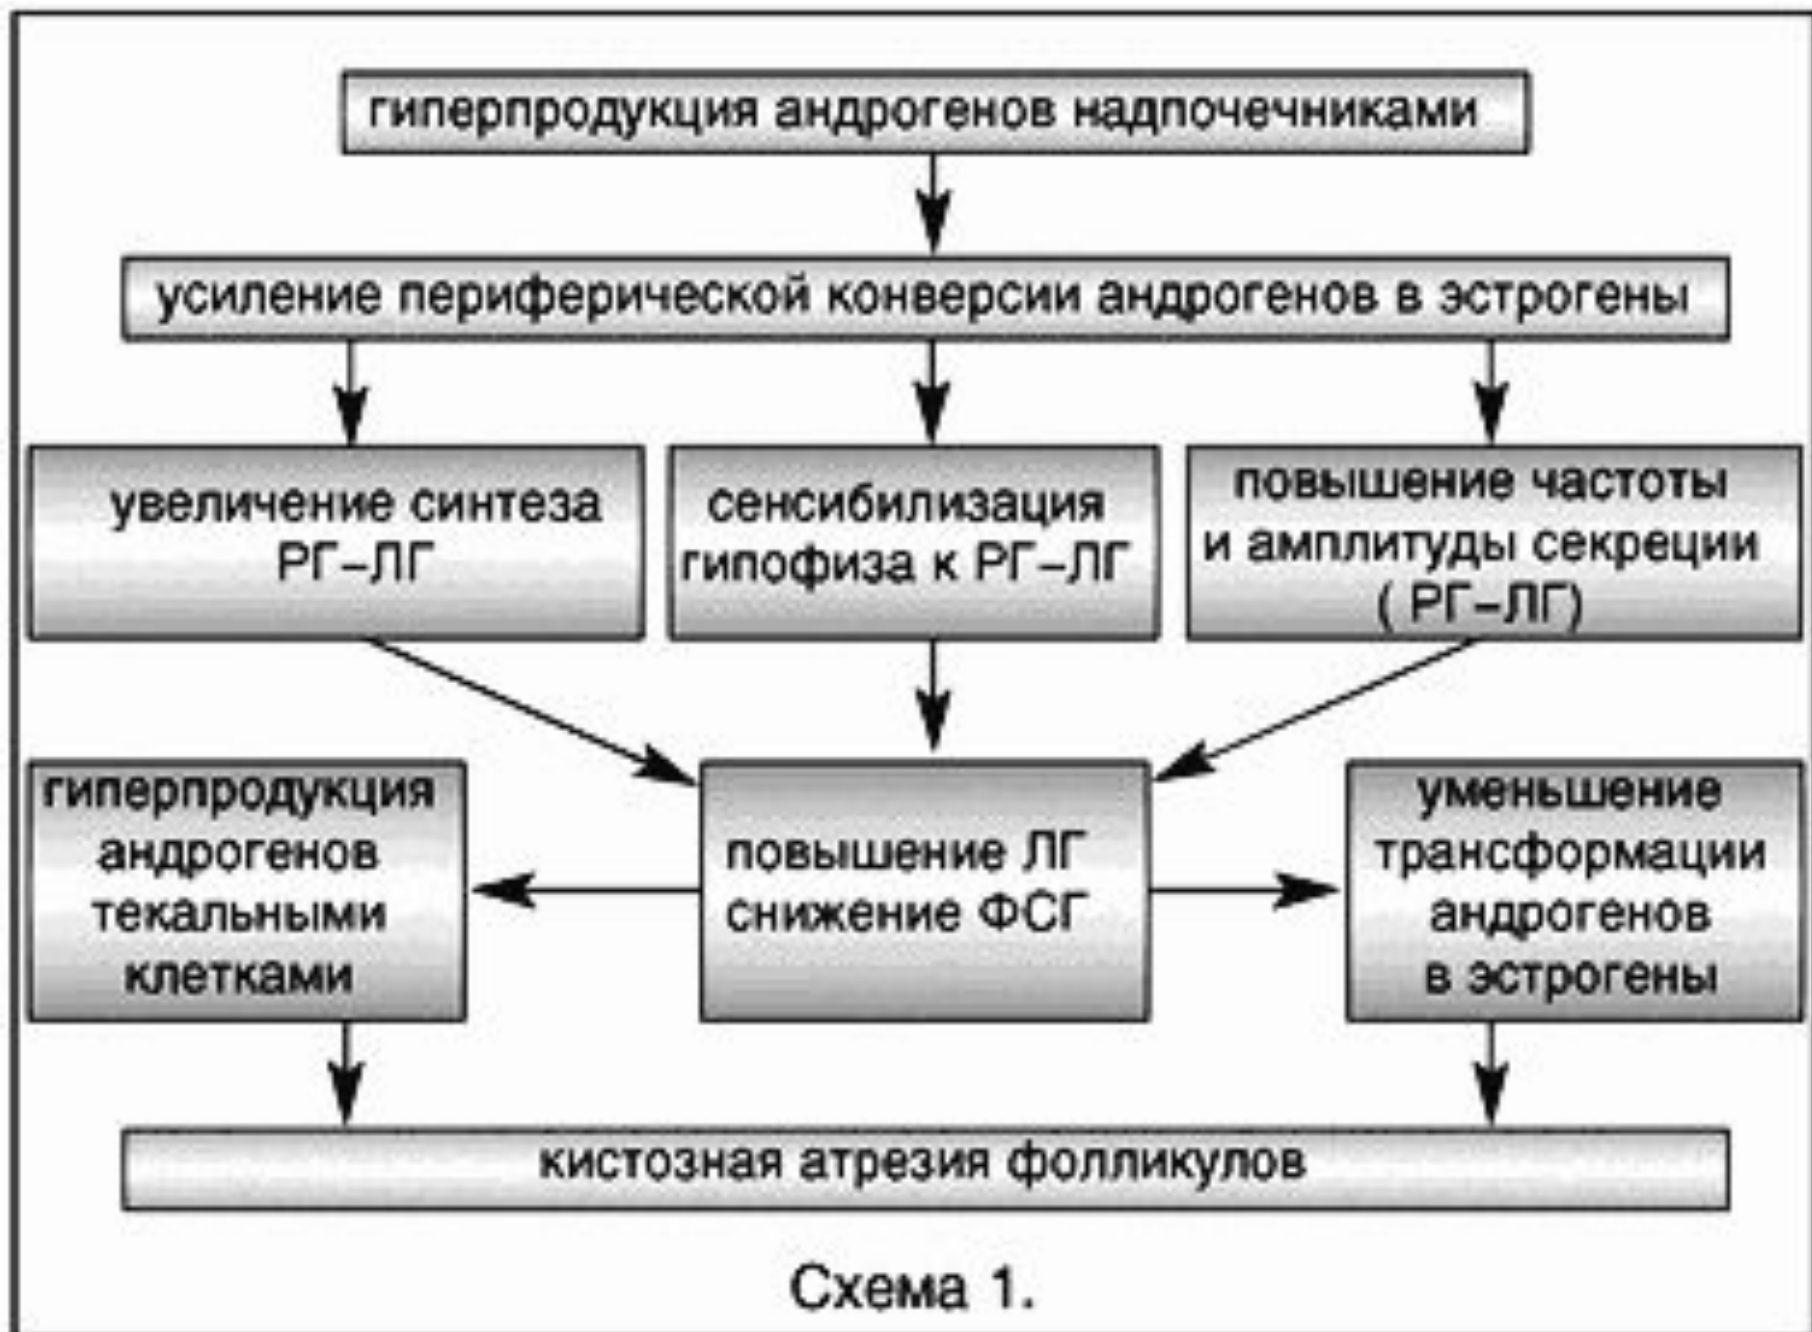 гиперпродукция андрогенов надпочечниками
усиление периферической конверсии андрогенов в эстрогены
увеличение синтеза
РГ–ЛГ
сенсибилизация
гипофиза к РГ–ЛГ
повышение частоты
и амплитуды секреции
( РГ–ЛГ)
гиперпродукция
андрогенов
текальными
клетками
повышение ЛГ
снижение ФСГ
уменьшение
трансформации
андрогенов
в эстрогены
кистозная атрезия фолликулов
Схема 1.